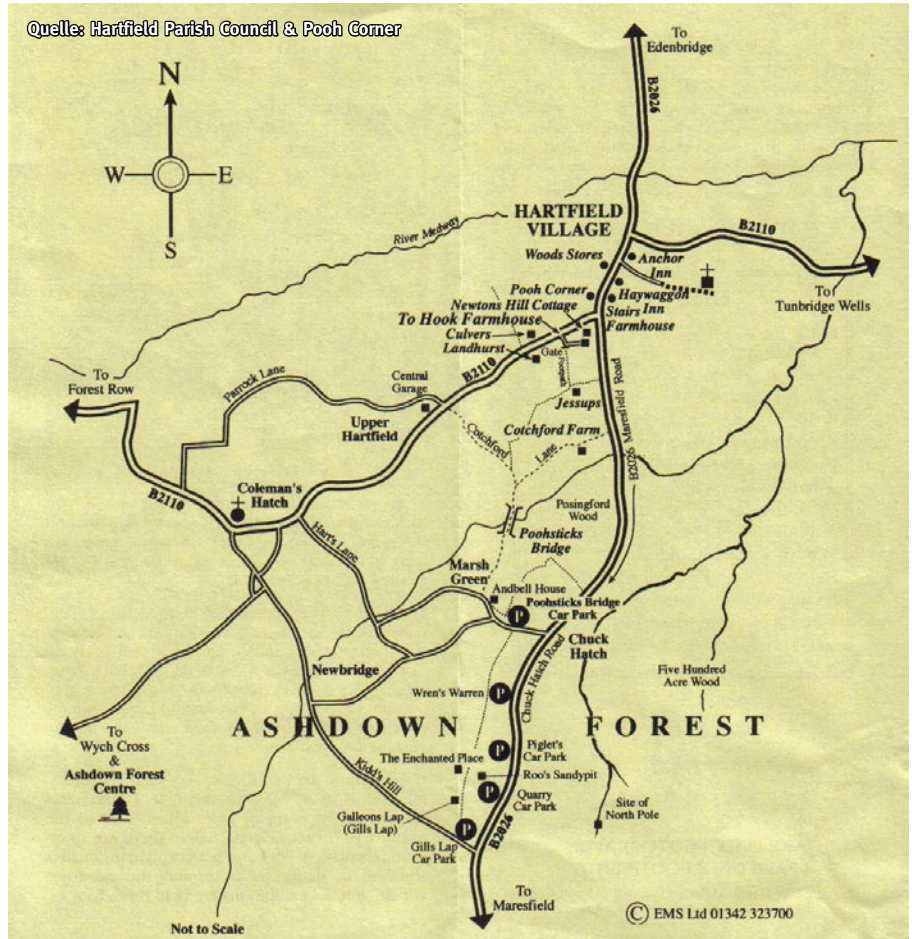 Quelle: Hartfield Parish Council & Pooh Corner
To
Edenbridge
B2026
N
W
E
S
River Medway
HARTFIELD
VILLAGE
B2110
Woods Stores
Anchor
Inn
To
Tunbridge Wells
Pooh Corner
Haywaggon
Inn
Newtons Hill Cottage
Stairs
Farmhouse
To Hook Farmhouse
Culvers
Landhurst
Gate
Footpath
B2110
To
Forest Row
Parrock Lane
Central
Garage
Upper
Hartfield
Jessups
B2026 Maresfield Road
Cotchford Farm
Cotchford
Lane
B2110
Coleman's
Hatch
Hart's Lane
Posingford
Wood
Poohsticks
Bridge
Marsh
Green
Andbell House
P
Poohsticks Bridge
Car Park
Chuck
Hatch
Chuck Hatch Road
Newbridge
Five Hundred
Acre Wood
Wren's Warren
P
ASHDOWN FOREST
To
Wych Cross
&
Ashdown Forest
Centre
Kidd's Hill
The Enchanted Place
P
Piglet's
Car Park
Roo's Sandypit
P
Quarry
Car Park
Galleons Lap
(Gills Lap)
Site of
North Pole
P
Gills Lap
Car Park
B2026
To
Maresfield
Not to Scale
© EMS Ltd 01342 323700